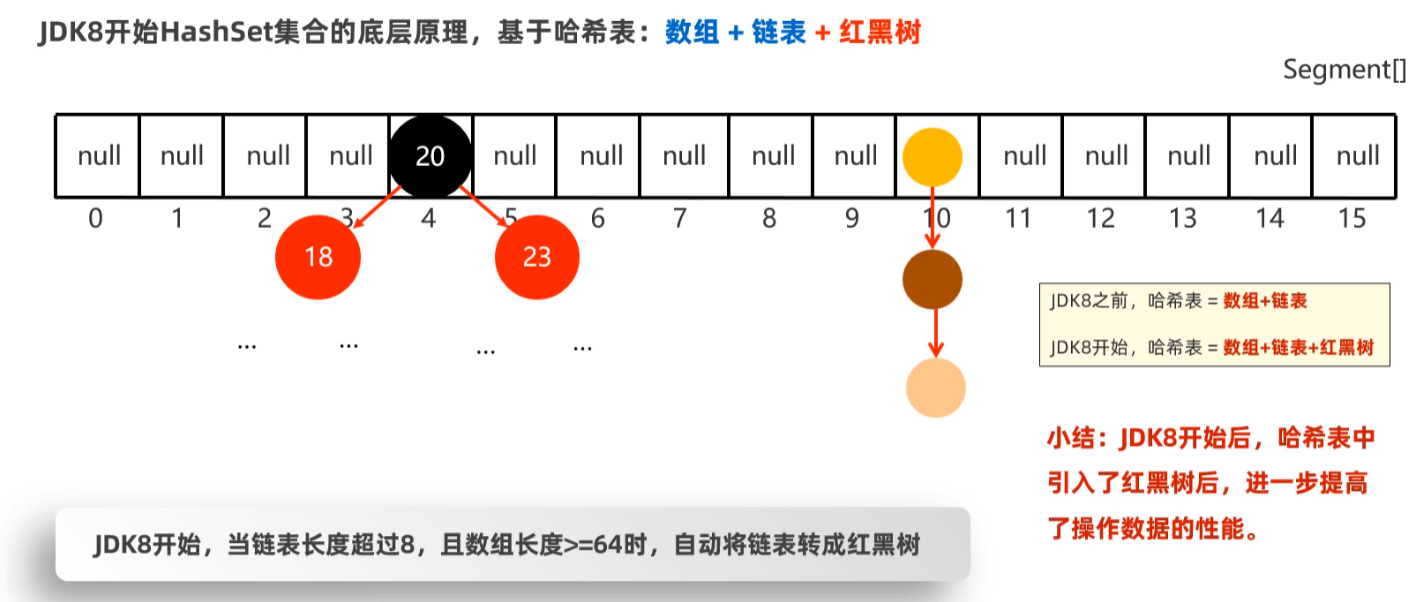 JDK8开始HashSet集合的底层原理，基于哈希表：数组 + 链表 + 红黑树
Segment[]
null null null null 20 null null null null null null null null null null
0 1 2 3 4 5 6 7 8 9 10 11 12 13 14 15
18 23
... ... ... ...
JDK8之前，哈希表 = 数组+链表
JDK8开始，哈希表 = 数组+链表+红黑树
小结：JDK8开始后，哈希表中
引入了红黑树后，进一步提高
了操作数据的性能。
JDK8开始，当链表长度超过8，且数组长度>=64时，自动将链表转成红黑树